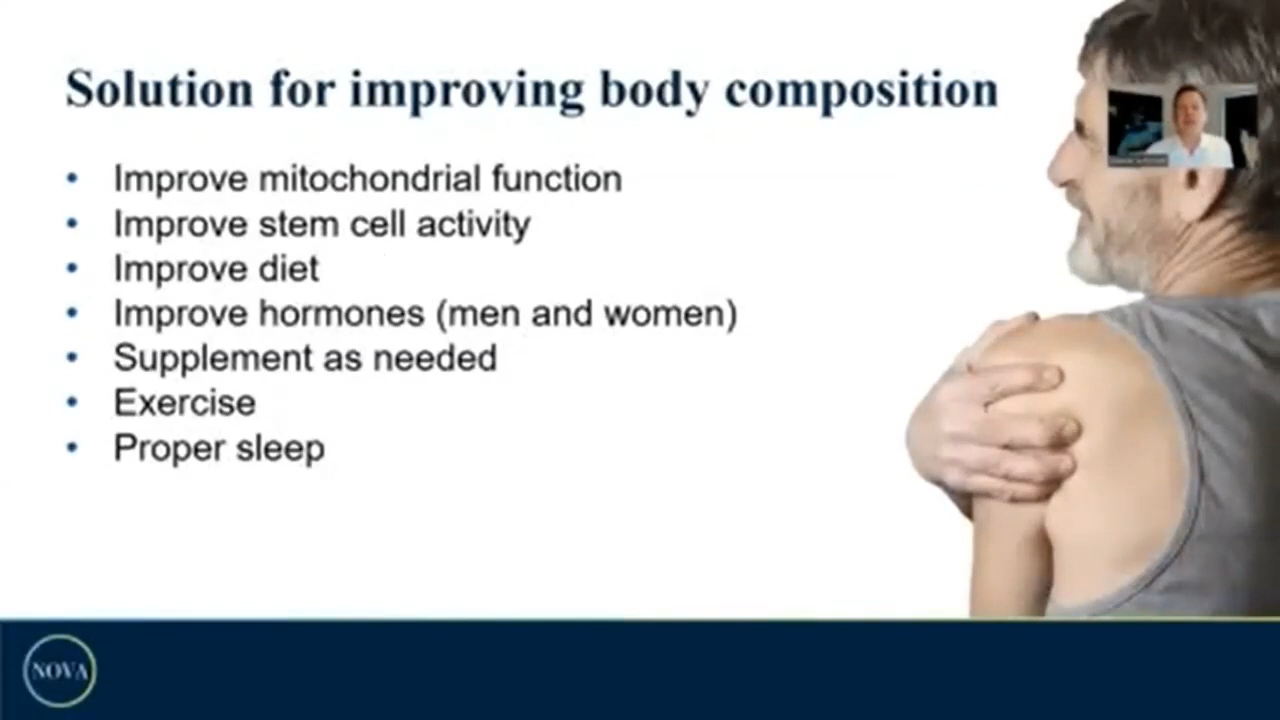 Solution for improving body composition
• Improve mitochondrial function
• Improve stem cell activity
• Improve diet
• Improve hormones (men and women)
• Supplement as needed
• Exercise
• Proper sleep
NOVA